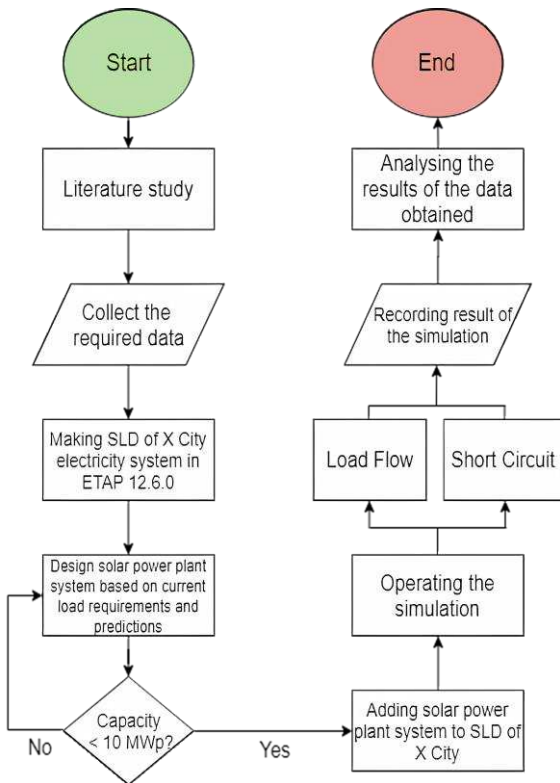 Start
Literature study
Collect the
required data
Making SLD of X City
electricity system in
ETAP 12.6.0
Design solar power plant
system based on current
load requirements and
predictions
Capacity
< 10 MWp?
No
Yes
Adding solar power
plant system to SLD of
X City
Operating the
simulation
Load Flow
Short Circuit
Recording result of
the simulation
Analysing the
results of the data
obtained
End